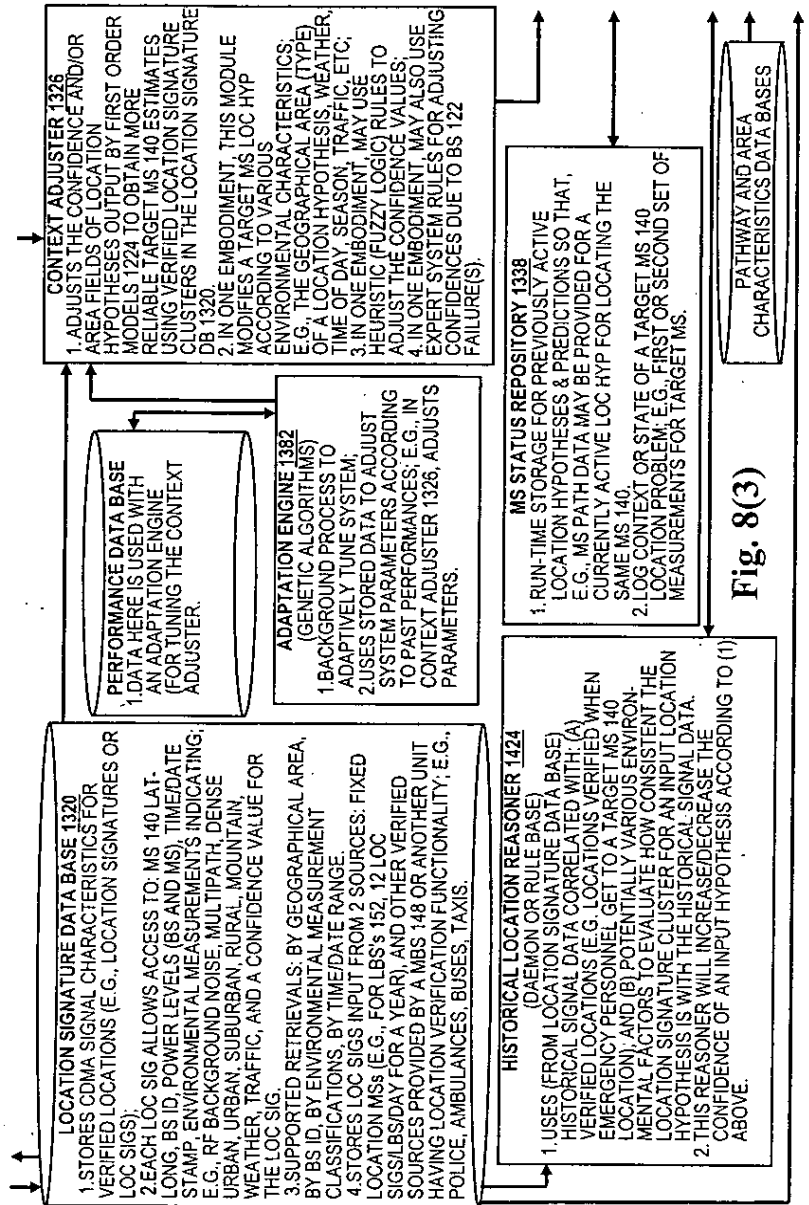 LOCATION SIGNATURE DATA BASE 1320
1.STORES CDMA SIGNAL CHARACTERISTICS FOR
VERIFIED LOCATIONS (E.G., LOCATION SIGNATURES OR
LOC SIGS);
2.EACH LOC SIG ALLOWS ACCESS TO: MS 140 LAT-
LONG, BS ID, POWER LEVELS (BS AND MS), TIME/DATE
STAMP, ENVIRONMENTAL MEASUREMENTS INDICATING;
E.G., RF BACKGROUND NOISE, MULTIPATH, DENSE
URBAN, URBAN, SUBURBAN, RURAL, MOUNTAIN,
WEATHER, TRAFFIC, AND A CONFIDENCE VALUE FOR
THE LOC SIG.
3.SUPPORTED RETRIEVALS: BY GEOGRAPHICAL AREA,
BY BS ID, BY ENVIRONMENTAL MEASUREMENT
CLASSIFICATIONS, BY TIME/DATE RANGE.
4.STORES LOC SIGS INPUT FROM 2 SOURCES: FIXED
LOCATION MSs (E.G., FOR LBS's 152, 12 LOC
SIGS/LBS/DAY FOR A YEAR), AND OTHER VERIFIED
SOURCES PROVIDED BY A MBS 148 OR ANOTHER UNIT
HAVING LOCATION VERIFICATION FUNCTIONALITY; E.G.,
POLICE, AMBULANCES, BUSES, TAXIS.
PERFORMANCE DATA BASE
1.DATA HERE IS USED WITH
AN ADAPTATION ENGINE
(FOR TUNING THE CONTEXT
ADJUSTER.
ADAPTATION ENGINE 1382
(GENETIC ALGORITHMS)
1.BACKGROUND PROCESS TO
ADAPTIVELY TUNE SYSTEM;
2.USES STORED DATA TO ADJUST
SYSTEM PARAMETERS ACCORDING
TO PAST PERFORMANCES; E.G., IN
CONTEXT ADJUSTER 1326, ADJUSTS
PARAMETERS.
CONTEXT ADJUSTER 1326
1. ADJUSTS THE CONFIDENCE AND/OR
AREA FIELDS OF LOCATION
HYPOTHESES OUTPUT BY FIRST ORDER
MODELS 1224 TO OBTAIN MORE
RELIABLE TARGET MS 140 ESTIMATES
USING VERIFIED LOCATION SIGNATURE
CLUSTERS IN THE LOCATION SIGNATURE
DB 1320.
2. IN ONE EMBODIMENT, THIS MODULE
MODIFIES A TARGET MS LOC HYP
ACCORDING TO VARIOUS
ENVIRONMENTAL CHARACTERISTICS;
E.G. THE GEOGRAPHICAL AREA (TYPE)
OF A LOCATION HYPOTHESIS, WEATHER,
TIME OF DAY, SEASON, TRAFFIC, ETC;
3. IN ONE EMBODIMENT, MAY USE
HEURISTIC (FUZZY LOGIC) RULES TO
ADJUST THE CONFIDENCE VALUES;
4. IN ONE EMBODIMENT, MAY ALSO USE
EXPERT SYSTEM RULES FOR ADJUSTING
CONFIDENCES DUE TO BS 122
FAILURE(S).
HISTORICAL LOCATION REASONER 1424
(DAEMON OR RULE BASE)
1. USES (FROM LOCATION SIGNATURE DATA BASE)
HISTORICAL SIGNAL DATA CORRELATED WITH: (A)
VERIFIED LOCATIONS (E.G. LOCATIONS VERIFIED WHEN
EMERGENCY PERSONNEL GET TO A TARGET MS 140
LOCATION); AND (B) POTENTIALLY VARIOUS ENVIRON-
MENTAL FACTORS TO EVALUATE HOW CONSISTENT THE
LOCATION SIGNATURE CLUSTER FOR AN INPUT LOCATION
HYPOTHESIS IS WITH THE HISTORICAL SIGNAL DATA.
2. THIS REASONER WILL INCREASE/DECREASE THE
CONFIDENCE OF AN INPUT HYPOTHESIS ACCORDING TO (1)
ABOVE.
MS STATUS REPOSITORY 1338
1. RUN-TIME STORAGE FOR PREVIOUSLY ACTIVE
LOCATION HYPOTHESES & PREDICTIONS SO THAT,
E.G., MS PATH DATA MAY BE PROVIDED FOR A
CURRENTLY ACTIVE LOC HYP FOR LOCATING THE
SAME MS 140.
2. LOG CONTEXT OR STATE OF A TARGET MS 140
LOCATION PROBLEM; E.G., FIRST OR SECOND SET OF
MEASUREMENTS FOR TARGET MS.
PATHWAY AND AREA
CHARACTERISTICS DATA BASES
Fig. 8(3)